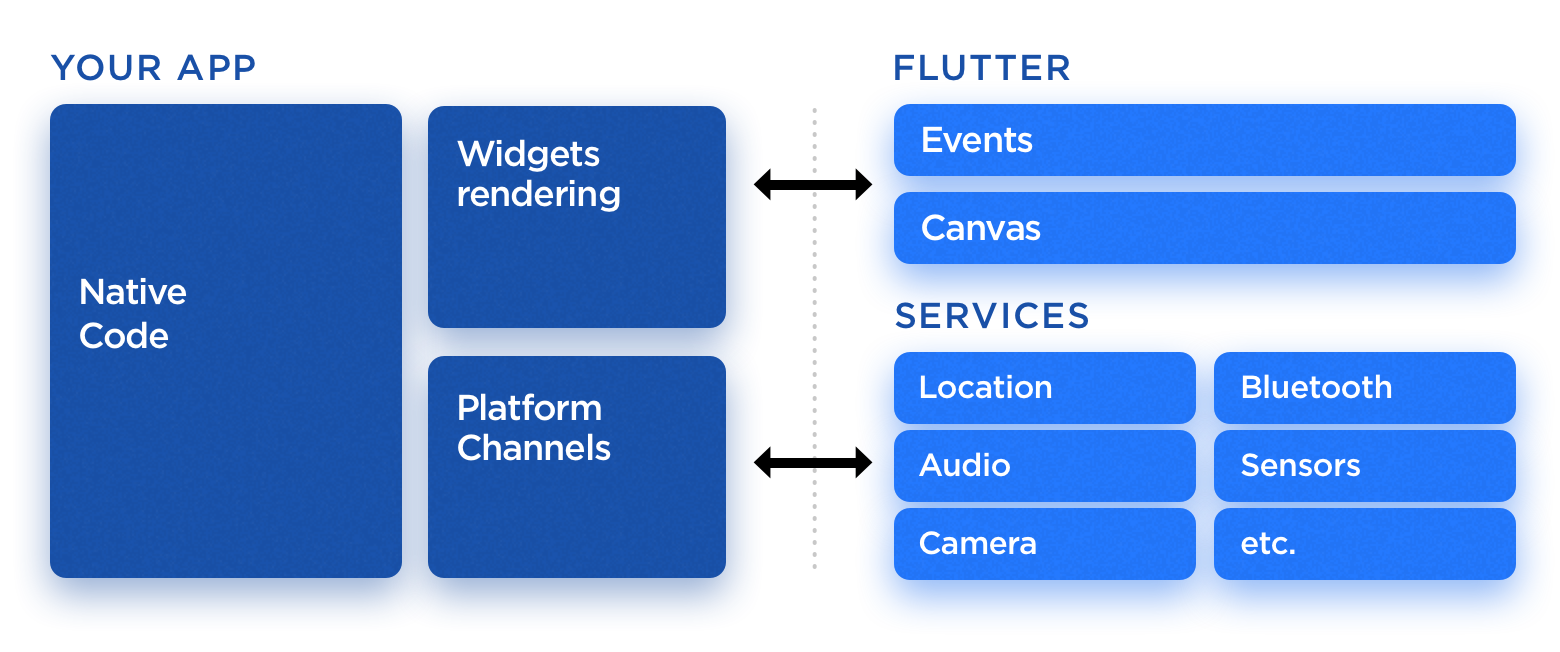 YOUR APP
Native
Code
Widgets
rendering
Platform
Channels
FLUTTER
Events
Canvas
SERVICES
Location
Bluetooth
Audio
Sensors
Camera
etc.